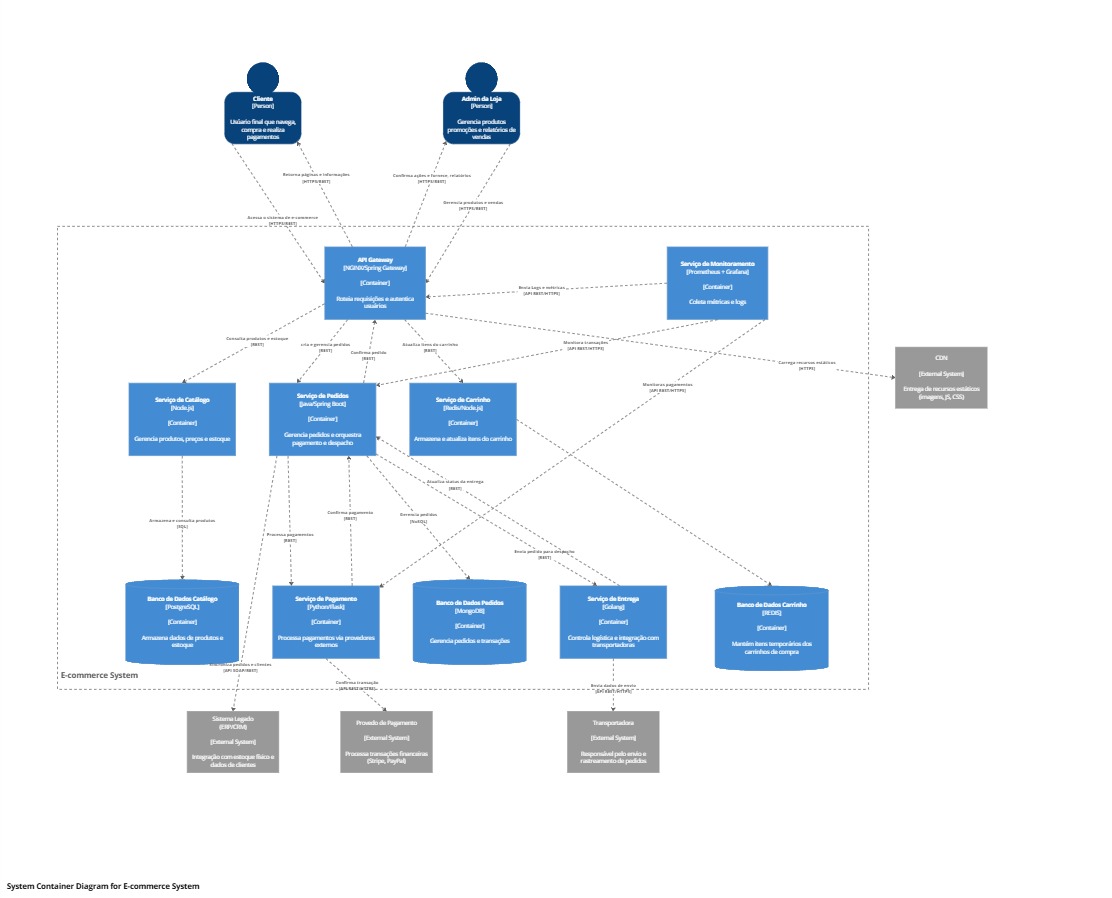 Cliente
[Person]
Usúario final que navega,
compra e realiza
pagamentos
Admin da Loja
[Person]
Gerencia produtos
promoções e relatórios de
vendas
Retorna páginas e informações
[HTTPS/REST]
Confirma ações e fornece, relatórios
[HTTPS/REST]
Gerencia produtos e vendas
[HTTPS/REST]
Acessa o sistema de e-commerce
[HTTPS/REST]
API Gateway
[NGINX/Spring Gateway]
[Container]
Roteia requisições e autentica
usuários
Serviço de Monitoramento
[Prometheus + Grafana]
[Container]
Coleta métricas e logs
Envia Logs e métricas
[API REST/HTTPS]
Consulta produtos e estoque
[REST]
cria e gerencia pedidos
[REST]
Confirma pedido
[REST]
Atualiza itens do carrinho
[REST]
Monitora transações
[API REST/HTTPS]
Carrega recursos estáticos
[HTTPS]
Monitoras pagamentos
[API REST/HTTPS]
CDN
[External System]
Entrega de recursos estáticos
(imagens, JS, CSS)
Serviço de Catálogo
[Node.js]
[Container]
Gerencia produtos, preços e estoque
Serviço de Pedidos
[Java/Spring Boot]
[Container]
Gerencia pedidos e orquestra
pagamento e despacho
Serviço de Carrinho
[Redis/Node.js]
[Container]
Armazena e atualiza itens do carrinho
Atualiza status da entrega
[REST]
Armazena e consulta produtos
[SQL]
Confirma pagamento
[REST]
Gerencia pedidos
[NoSQL]
Processa pagamentos
[REST]
Envia pedido para despacho
[REST]
Banco de Dados Catálogo
[PostgreSQL]
[Container]
Armazena dados de produtos e
estoque
Serviço de Pagamento
[Python/Flask]
[Container]
Processa pagamentos via provedores
externos
Banco de Dados Pedidos
[MongoDB]
[Container]
Gerencia pedidos e transações
Serviço de Entrega
[Golang]
[Container]
Controla logística e integração com
transportadoras
Banco de Dados Carrinho
[REDIS]
[Container]
Mantém itens temporários dos
carrinhos de compra
pedidos e clientes
[API SOAP/REST]
E-commerce System
Confirma transação
[API REST/HTTPS]
Envia dados de envio
[API REST/HTTPS]
Sistema Legado
(ERP/CRM)
[External System]
Integração com estoque físico e
dados de clientes
Provedo de Pagamento
[External System]
Processa transações financeiras
(Stripe, PayPal)
Transportadora
[External System]
Responsável pelo envio e
rastreamento de pedidos
System Container Diagram for E-commerce System